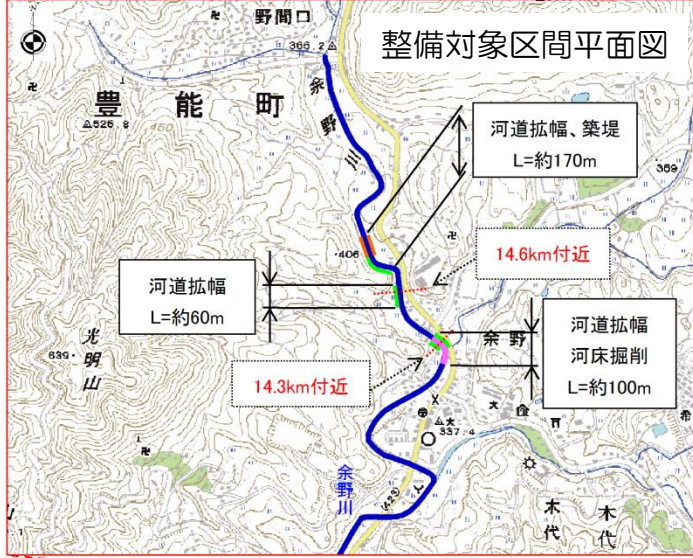 整備対象区間平面図
野間口
366.2
豊能町
526.8
450
余野川
河道拡幅、築堤
L=約170m
359
406
14.6km付近
河道拡幅
L=約60m
余野
河道拡幅
河床掘削
L=約100m
光明山
639
14.3km付近
337.4
余野川
(423)
木代
木代